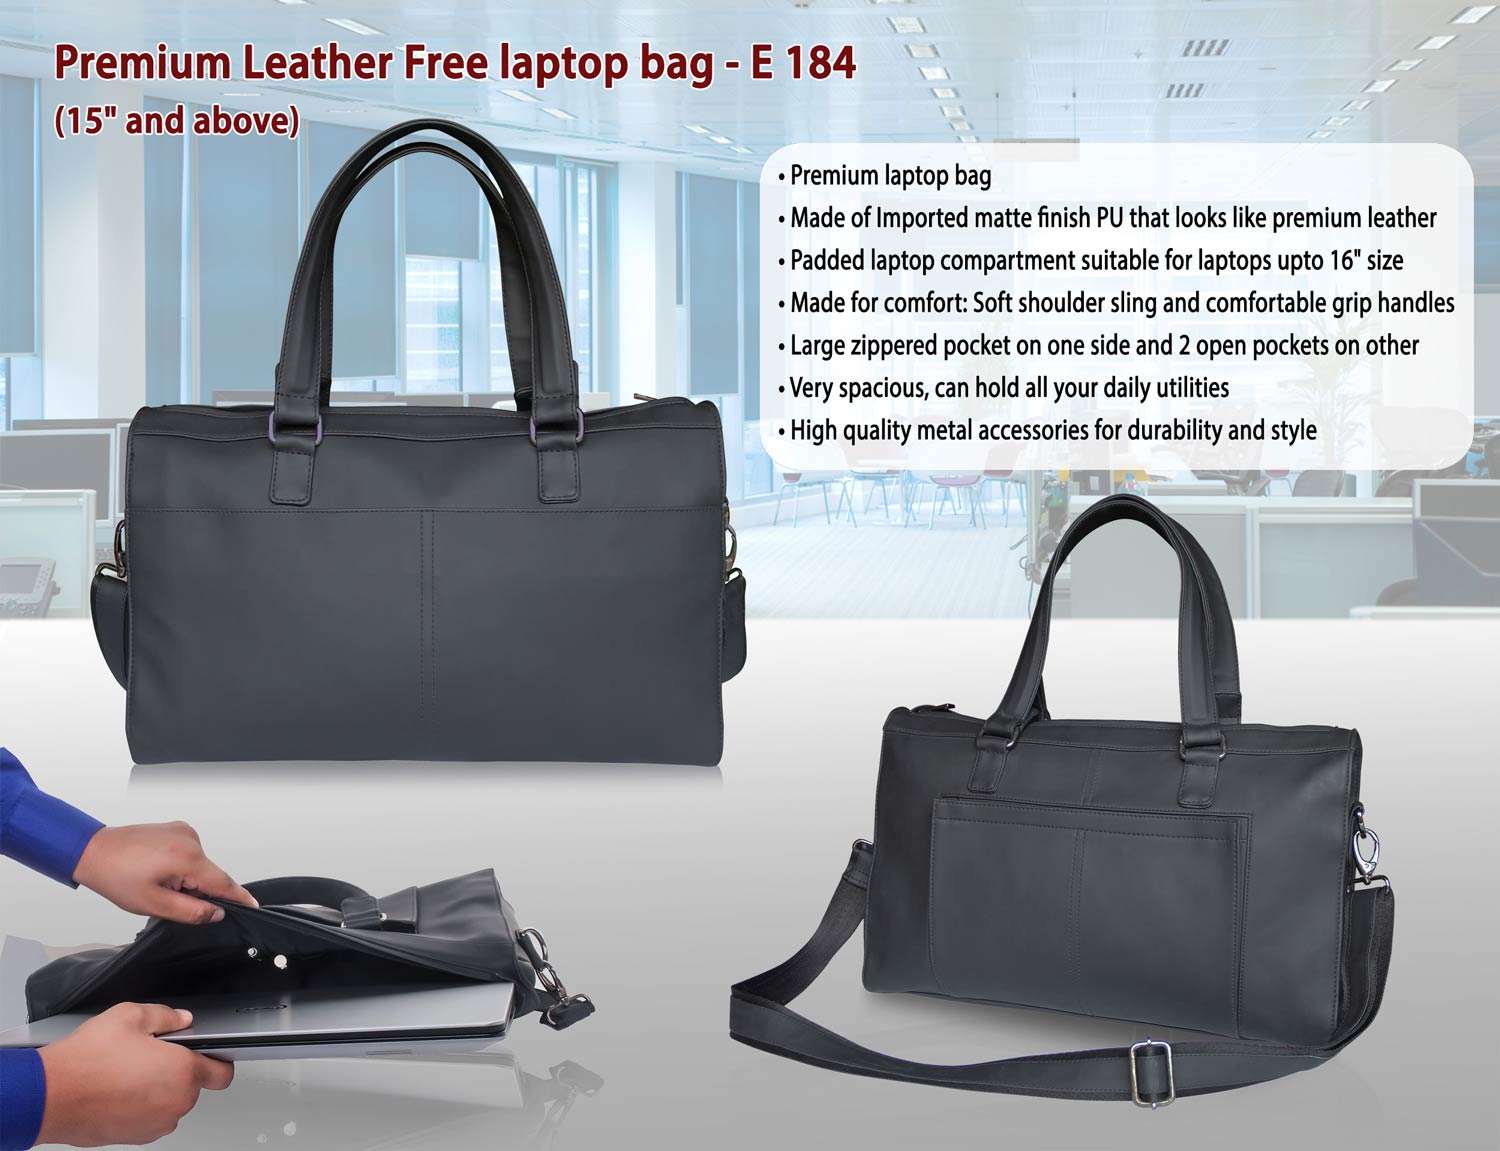 Premium Leather Free laptop bag - E 184
(15" and above)
• Premium laptop bag
• Made of Imported matte finish PU that looks like premium leather
• Padded laptop compartment suitable for laptops upto 16" size
• Made for comfort: Soft shoulder sling and comfortable grip handles
• Large zippered pocket on one side and 2 open pockets on other
• Very spacious, can hold all your daily utilities
• High quality metal accessories for durability and style